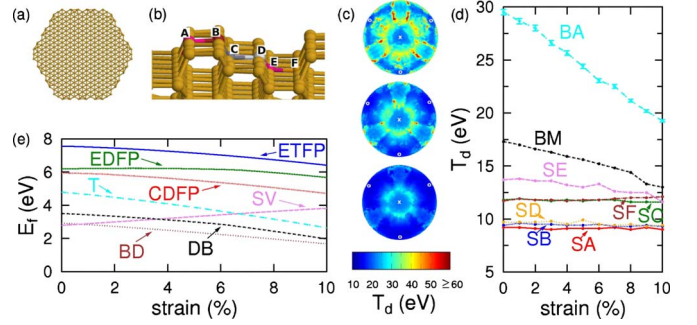 (a)
(b)
A B
C D
E F
(c)
10 20 30 40 50 ≥60
T_d (eV)
(d)
30
25
20
15
10
5
T_d (eV)
BA
BM
SE
SF SC
SD
SB SA
0 2 4 6 8 10
strain (%)
(e)
8
6
4
2
0
E_f (eV)
EDFP ETFP
CDFP
T SV
BD DB
0 2 4 6 8 10
strain (%)